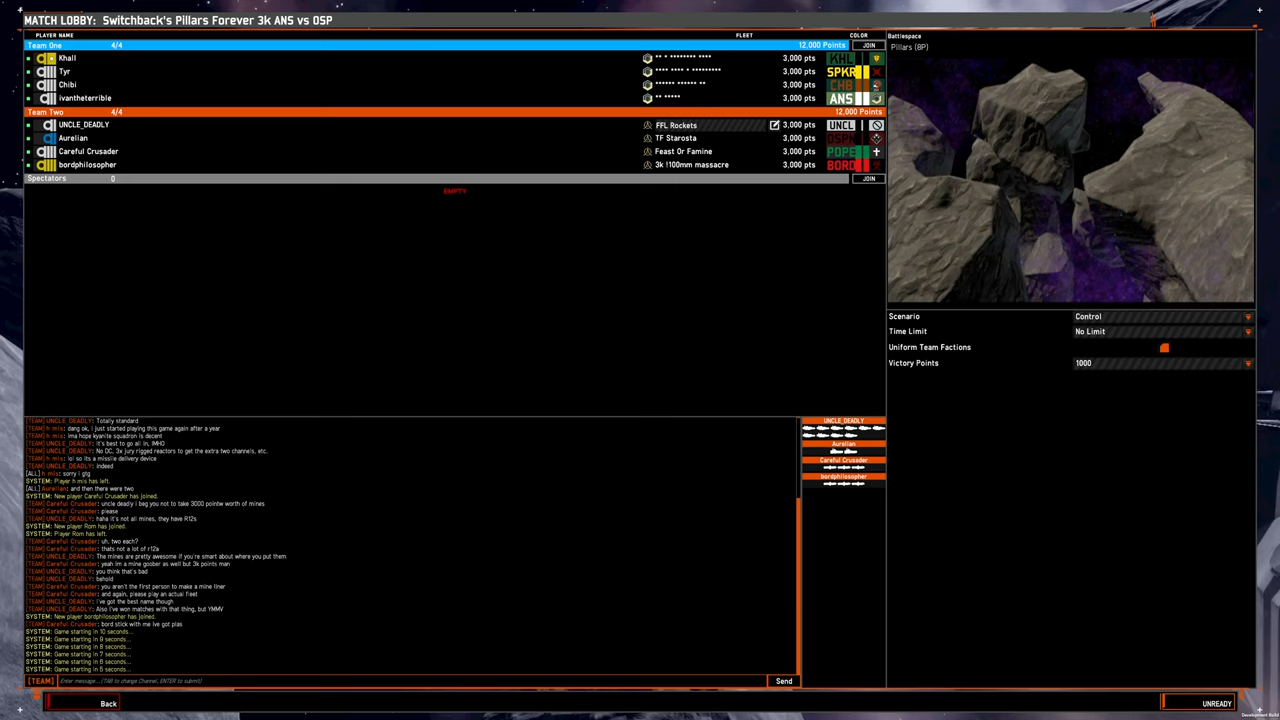 MATCH LOBBY: Switchback's Pillars Forever 3k ANS vs OSP
PLAYER NAME FLEET COLOR
Team One 4/4 12,000 Points JOIN
Khall ** * ******** **** 3,000 pts KHL
Tyr **** **** * ********* 3,000 pts SPKR
Chibi ****** ****** ** 3,000 pts CHB
ivantheterrible ** ***** 3,000 pts ANS
Team Two 4/4 12,000 Points
UNCLE_DEADLY FFL Rockets 3,000 pts UNCL
Aurelian TF Starosta 3,000 pts OSPN
Careful Crusader Feast Or Famine 3,000 pts POPE
bordphilosopher 3k !100mm massacre 3,000 pts BORD
Spectators 0 JOIN
EMPTY
Battlespace
Pillars (8P)
Scenario Control
Time Limit No Limit
Uniform Team Factions
Victory Points 1000
[TEAM] UNCLE_DEADLY: Totally standard
[TEAM] h mis: dang ok, I just started playing this game again after a year
[TEAM] h mis: ima hope kyanite squadron is decent
[TEAM] UNCLE_DEADLY: It's best to go all in, IMHO
[TEAM] UNCLE_DEADLY: No DC, 3x jury rigged reactors to get the extra two channels, etc.
[TEAM] h mis: lol so its a missile delivery device
[TEAM] UNCLE_DEADLY: Indeed
[ALL] h mis: sorry i gtg
SYSTEM: Player h mis has left.
[ALL] Aurelian: and then there were two
SYSTEM: New player Careful Crusader has joined.
[TEAM] Careful Crusader: uncle deadly i beg you not to take 3000 pointw worth of mines
[TEAM] Careful Crusader: please
[TEAM] UNCLE_DEADLY: haha it's not all mines, they have R12s
SYSTEM: New player Rom has joined.
SYSTEM: Player Rom has left.
[TEAM] Careful Crusader: uh, two each?
[TEAM] Careful Crusader: thats not a lot of r12a
[TEAM] UNCLE_DEADLY: The mines are pretty awesome if you're smart about where you put them
[TEAM] Careful Crusader: yeah im a mine goober as well but 3k points man
[TEAM] UNCLE_DEADLY: you think that's bad
[TEAM] UNCLE_DEADLY: behold
[TEAM] Careful Crusader: you aren't the first person to make a mine liner
[TEAM] Careful Crusader: and again, please play an actual fleet
[TEAM] UNCLE_DEADLY: I've got the best name though
[TEAM] UNCLE_DEADLY: Also I've won matches with that thing, but YMMV
SYSTEM: New player bordphilosopher has joined.
[TEAM] Careful Crusader: bord stick with me ive got plas
SYSTEM: Game starting in 10 seconds...
SYSTEM: Game starting in 9 seconds...
SYSTEM: Game starting in 8 seconds...
SYSTEM: Game starting in 7 seconds...
SYSTEM: Game starting in 6 seconds...
SYSTEM: Game starting in 5 seconds...
UNCLE_DEADLY
Aurelian
Careful Crusader
bordphilosopher
[TEAM] Enter message... (TAB to change Channel, ENTER to submit) Send
Back
UNREADY
Development Build